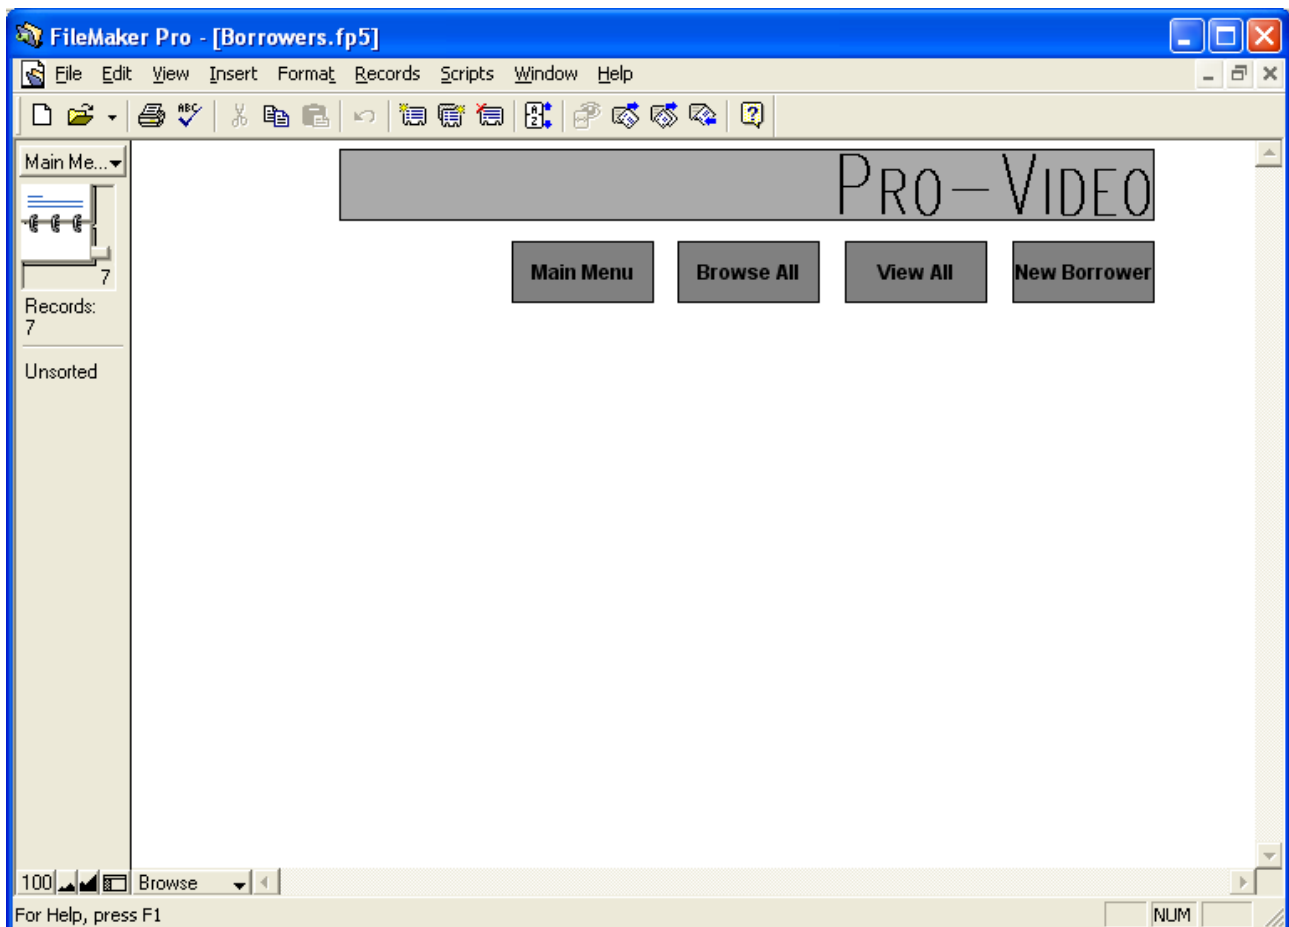 FileMaker Pro - [Borrowers.fp5]
File Edit View Insert Format Records Scripts Window Help
ABC
A
Z
Main Me...
PRO-VIDEO
Main Menu Browse All View All New Borrower
7
Records:
7
Unsorted
100 Browse
For Help, press F1 NUM